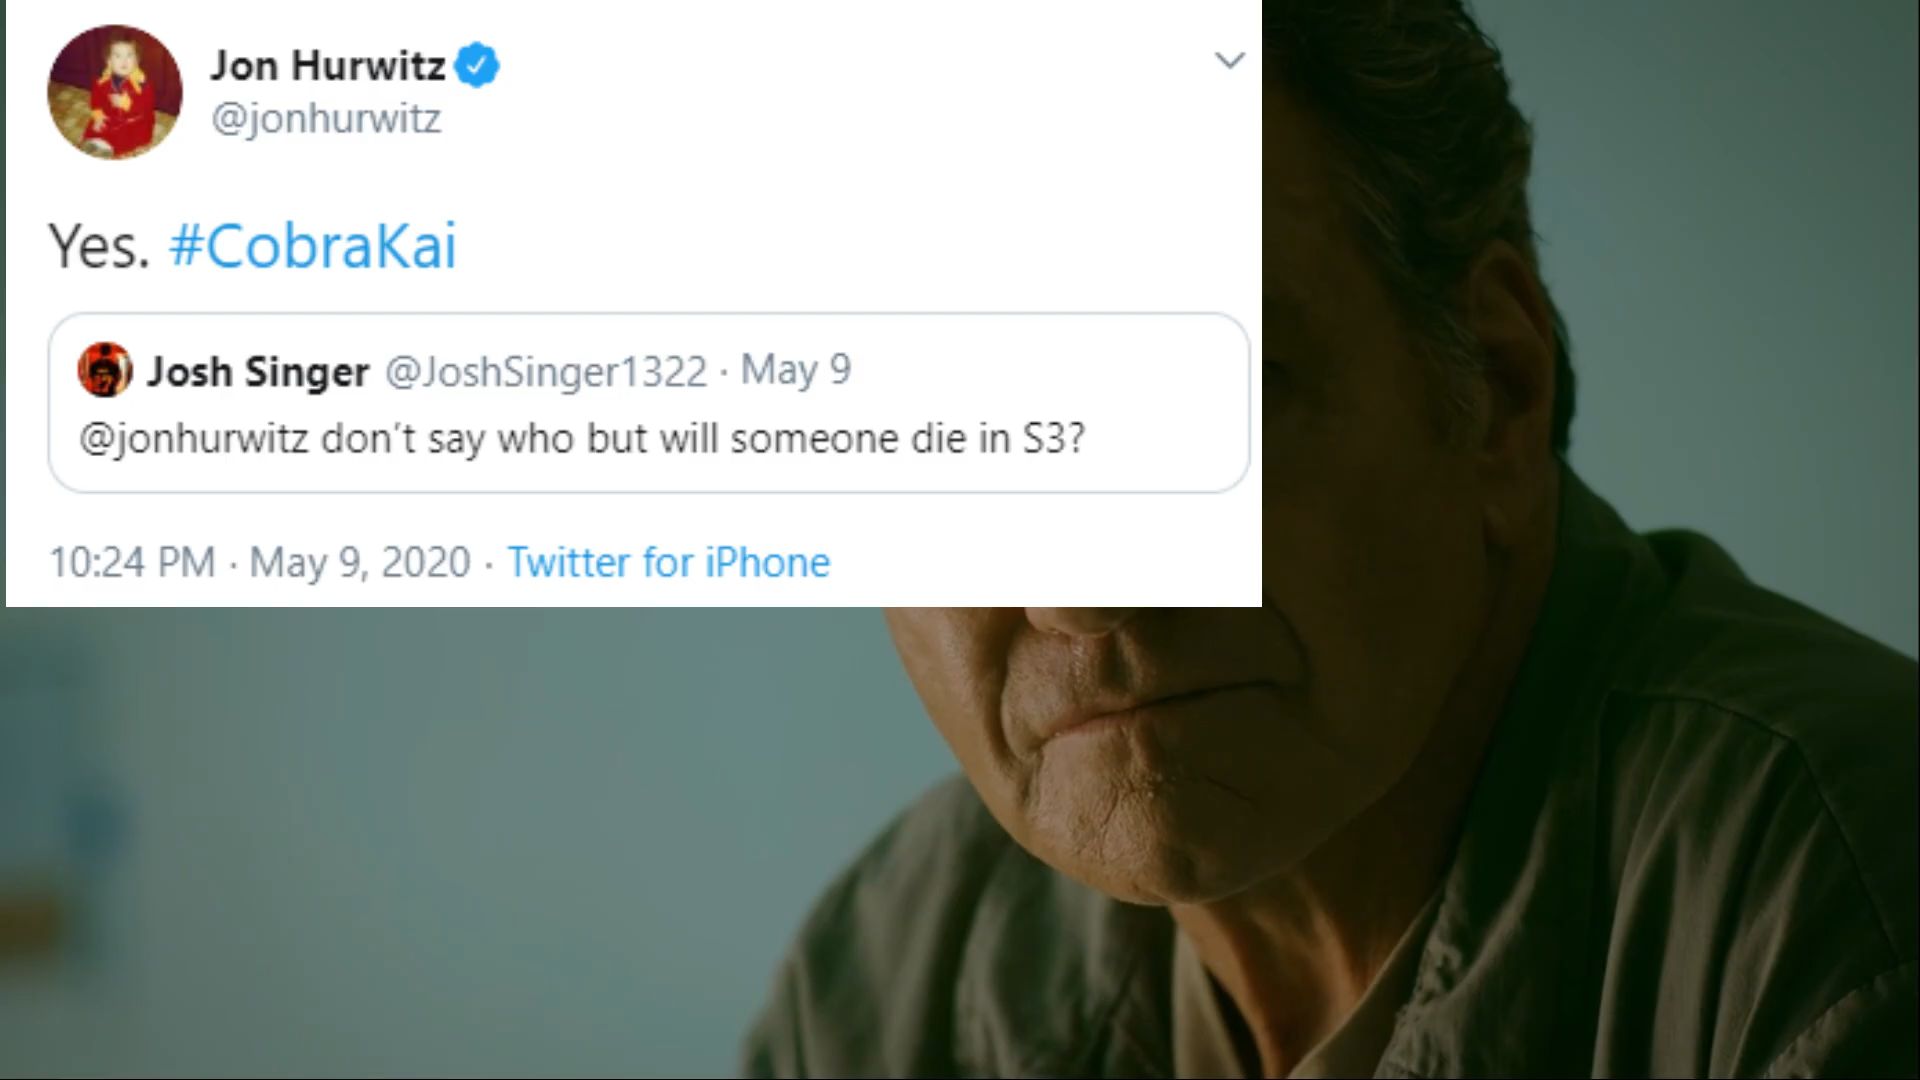 Jon Hurwitz
@jonhurwitz
Yes. #CobraKai
Josh Singer @JoshSinger1322 · May 9
@jonhurwitz don’t say who but will someone die in S3?
10:24 PM · May 9, 2020 · Twitter for iPhone